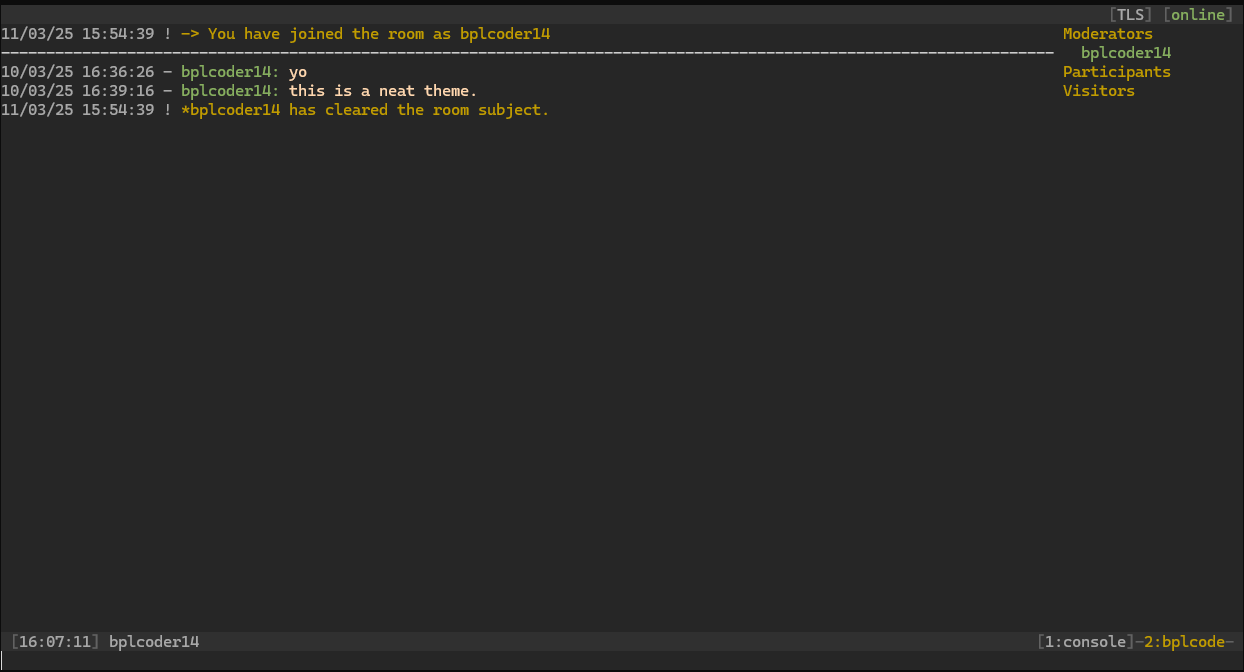 [TLS] [online]
11/03/25 15:54:39 ! -> You have joined the room as bplcoder14
Moderators
bplcoder14
10/03/25 16:36:26 - bplcoder14: yo
Participants
10/03/25 16:39:16 - bplcoder14: this is a neat theme.
Visitors
11/03/25 15:54:39 ! *bplcoder14 has cleared the room subject.
[16:07:11] bplcoder14
[1:console]-2:bplcode-